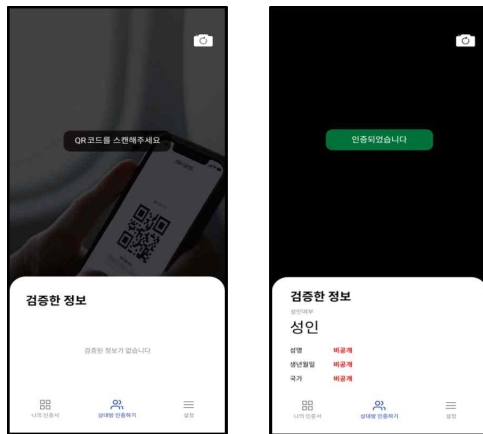 QR코드를 스캔해주세요
검증한 정보
검증된 정보가 없습니다
나의 인증서
상대방 인증하기
설정
인증되었습니다
검증한 정보
성인여부
성인
성명 비공개
생년월일 비공개
국가 비공개
나의 인증서
상대방 인증하기
설정